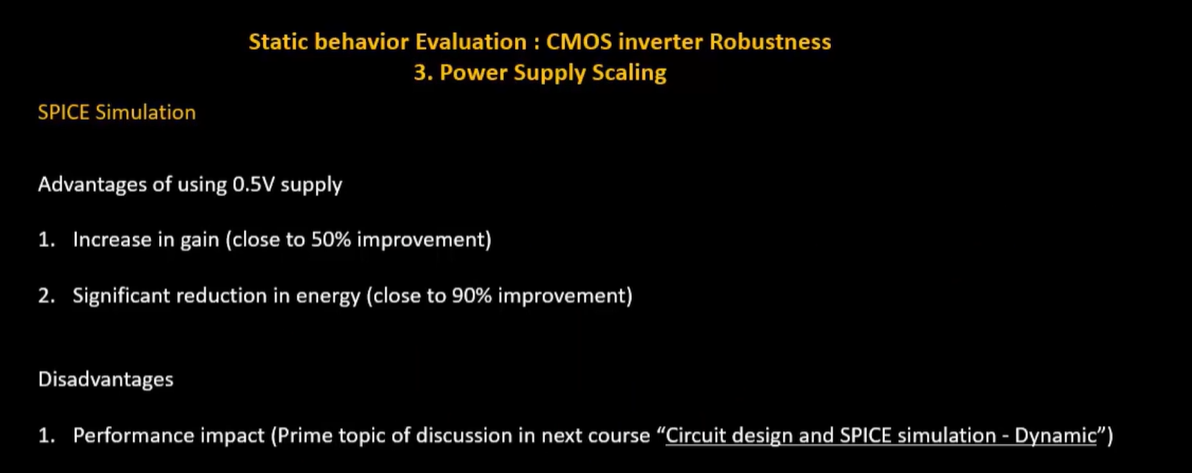 Static behavior Evaluation : CMOS inverter Robustness
3. Power Supply Scaling
SPICE Simulation
Advantages of using 0.5V supply
1. Increase in gain (close to 50% improvement)
2. Significant reduction in energy (close to 90% improvement)
Disadvantages
1. Performance impact (Prime topic of discussion in next course “Circuit design and SPICE simulation - Dynamic”)